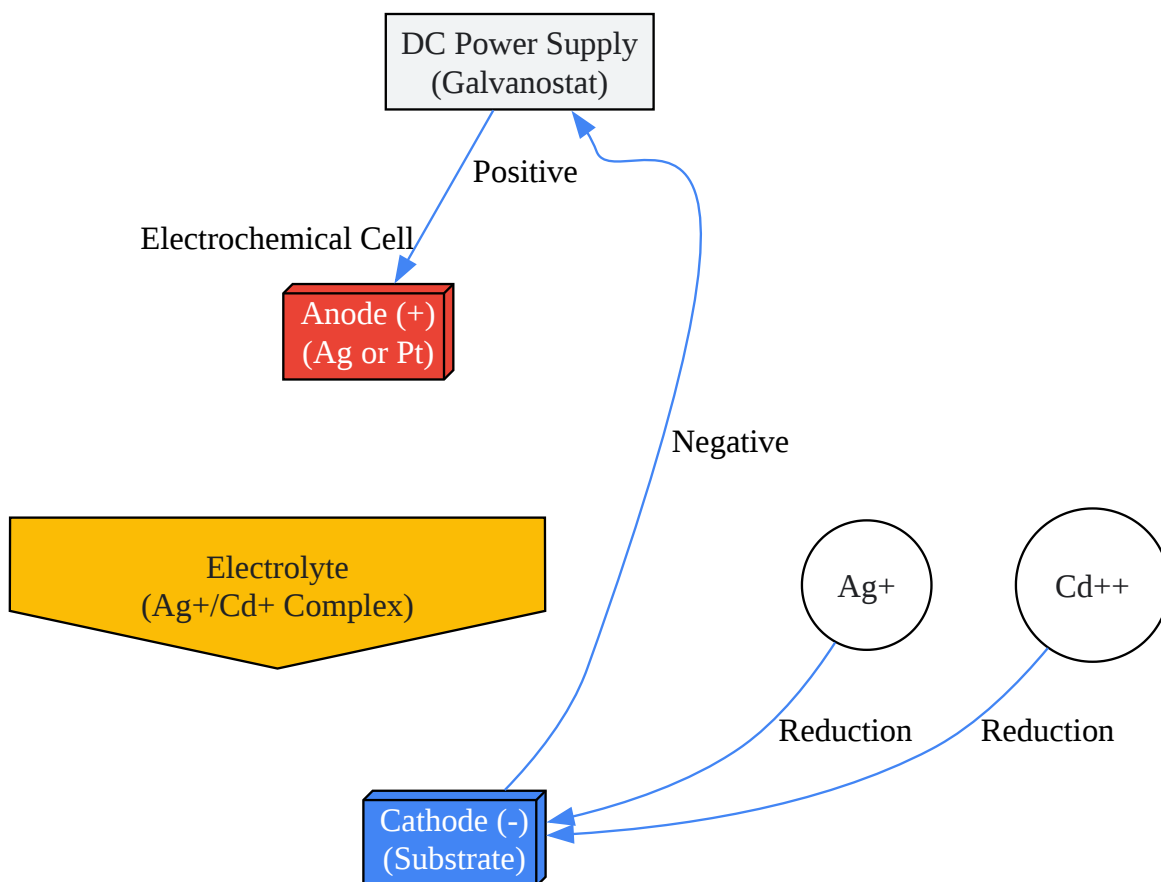 DC Power Supply
(Galvanostat)
Positive
Electrochemical Cell
Anode (+)
(Ag or Pt)
Negative
Electrolyte
(Ag+/Cd+ Complex)
Ag+
Cd++
Reduction
Reduction
Cathode (-)
(Substrate)